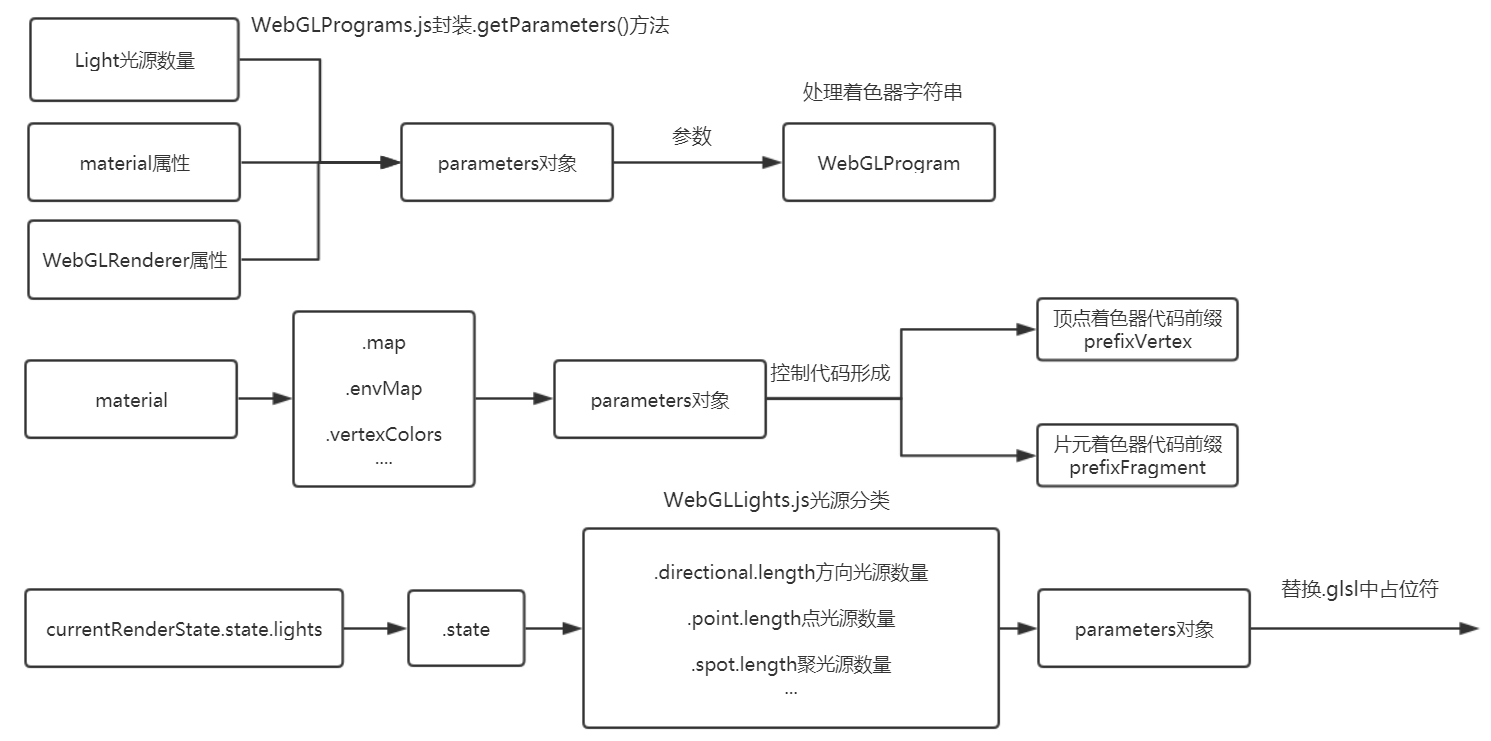 WebGLPrograms.js封装.getParameters()方法
Light光源数量
处理着色器字符串
参数
material属性
parameters对象
WebGLProgram
WebGLRenderer属性
material
.map
.envMap
.vertexColors
....
parameters对象
控制代码形成
顶点着色器代码前缀
prefixVertex
片元着色器代码前缀
prefixFragment
WebGLLights.js光源分类
currentRenderState.state.lights
.state
.directional.length方向光源数量
.point.length点光源数量
.spot.length聚光源数量
...
parameters对象
替换.glsl中占位符